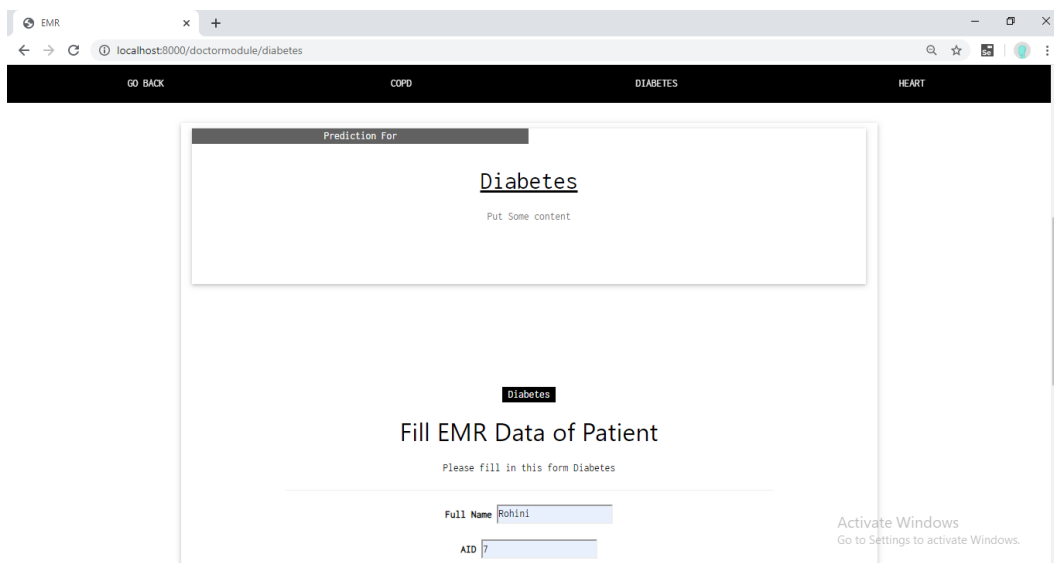 EMR
localhost:8000/doctormodule/diabetes
Se
GO BACK COPD DIABETES HEART
Prediction For
Diabetes
Put Some content
Diabetes
Fill EMR Data of Patient
Please fill in this form Diabetes
Full Name Rohini
AID 7
Activate Windows
Go to Settings to activate Windows.